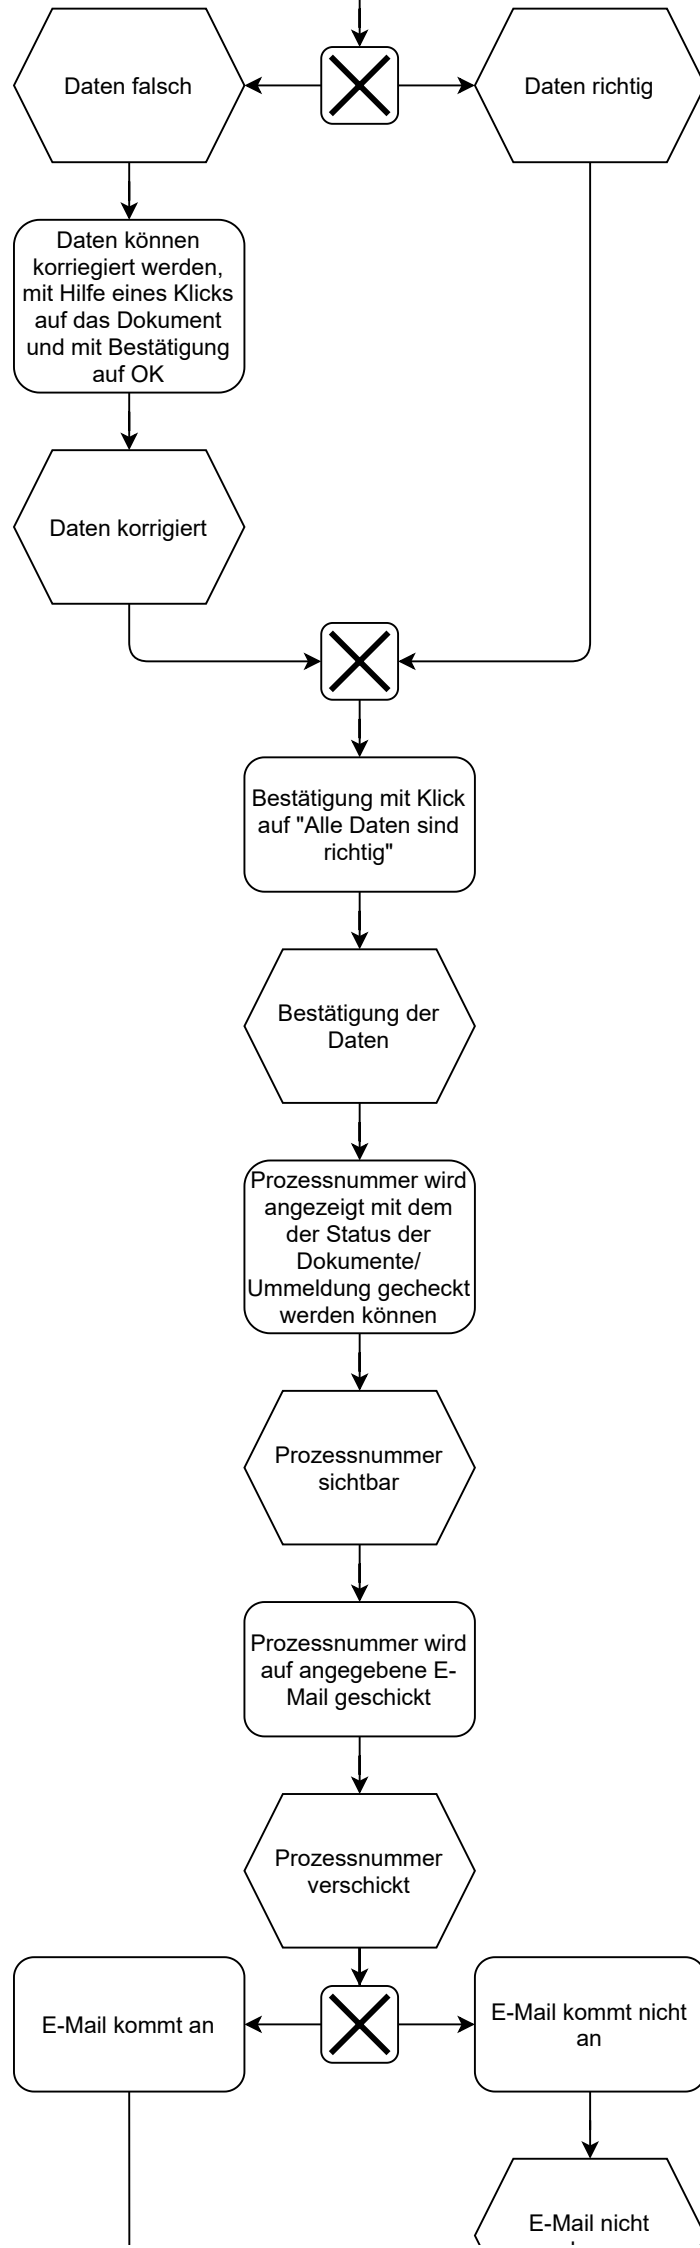 Daten falsch
Daten richtig
Daten können
korriegiert werden,
mit Hilfe eines Klicks
auf das Dokument
und mit Bestätigung
auf OK
Daten korrigiert
Bestätigung mit Klick
auf "Alle Daten sind
richtig"
Bestätigung der
Daten
Prozessnummer wird
angezeigt mit dem
der Status der
Dokumente/
Ummeldung gecheckt
werden können
Prozessnummer
sichtbar
Prozessnummer wird
auf angegebene E-
Mail geschickt
Prozessnummer
verschickt
E-Mail kommt an
E-Mail kommt nicht
an
E-Mail nicht